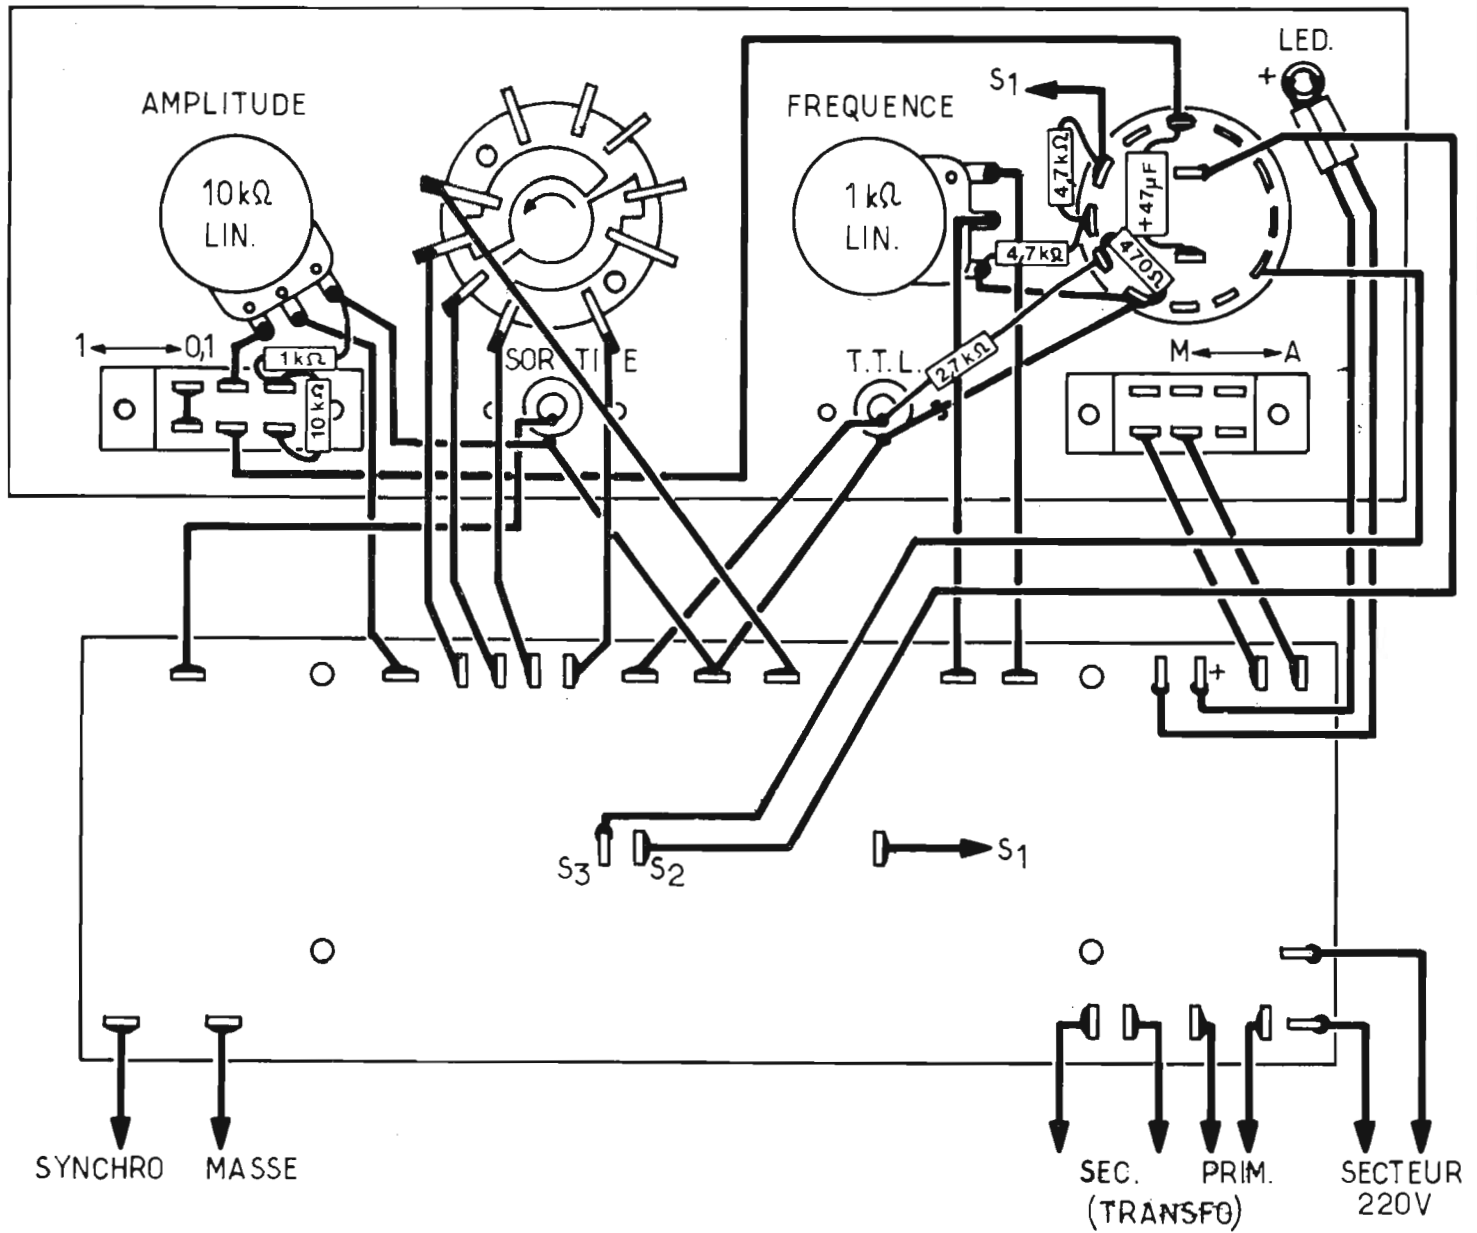 LED.
+
S1
AMPLITUDE
FREQUENCE
10kΩ
LIN.
1kΩ
LIN.
4,7kΩ
+47µF
4,7kΩ
470Ω
1 0,1
1kΩ
10kΩ
SORTIE
T.T.L.
2,7kΩ
M A
+
S3
S2
S1
SYNCHRO
MASSE
SEC.
PRIM.
(TRANSFO)
SECTEUR
220V